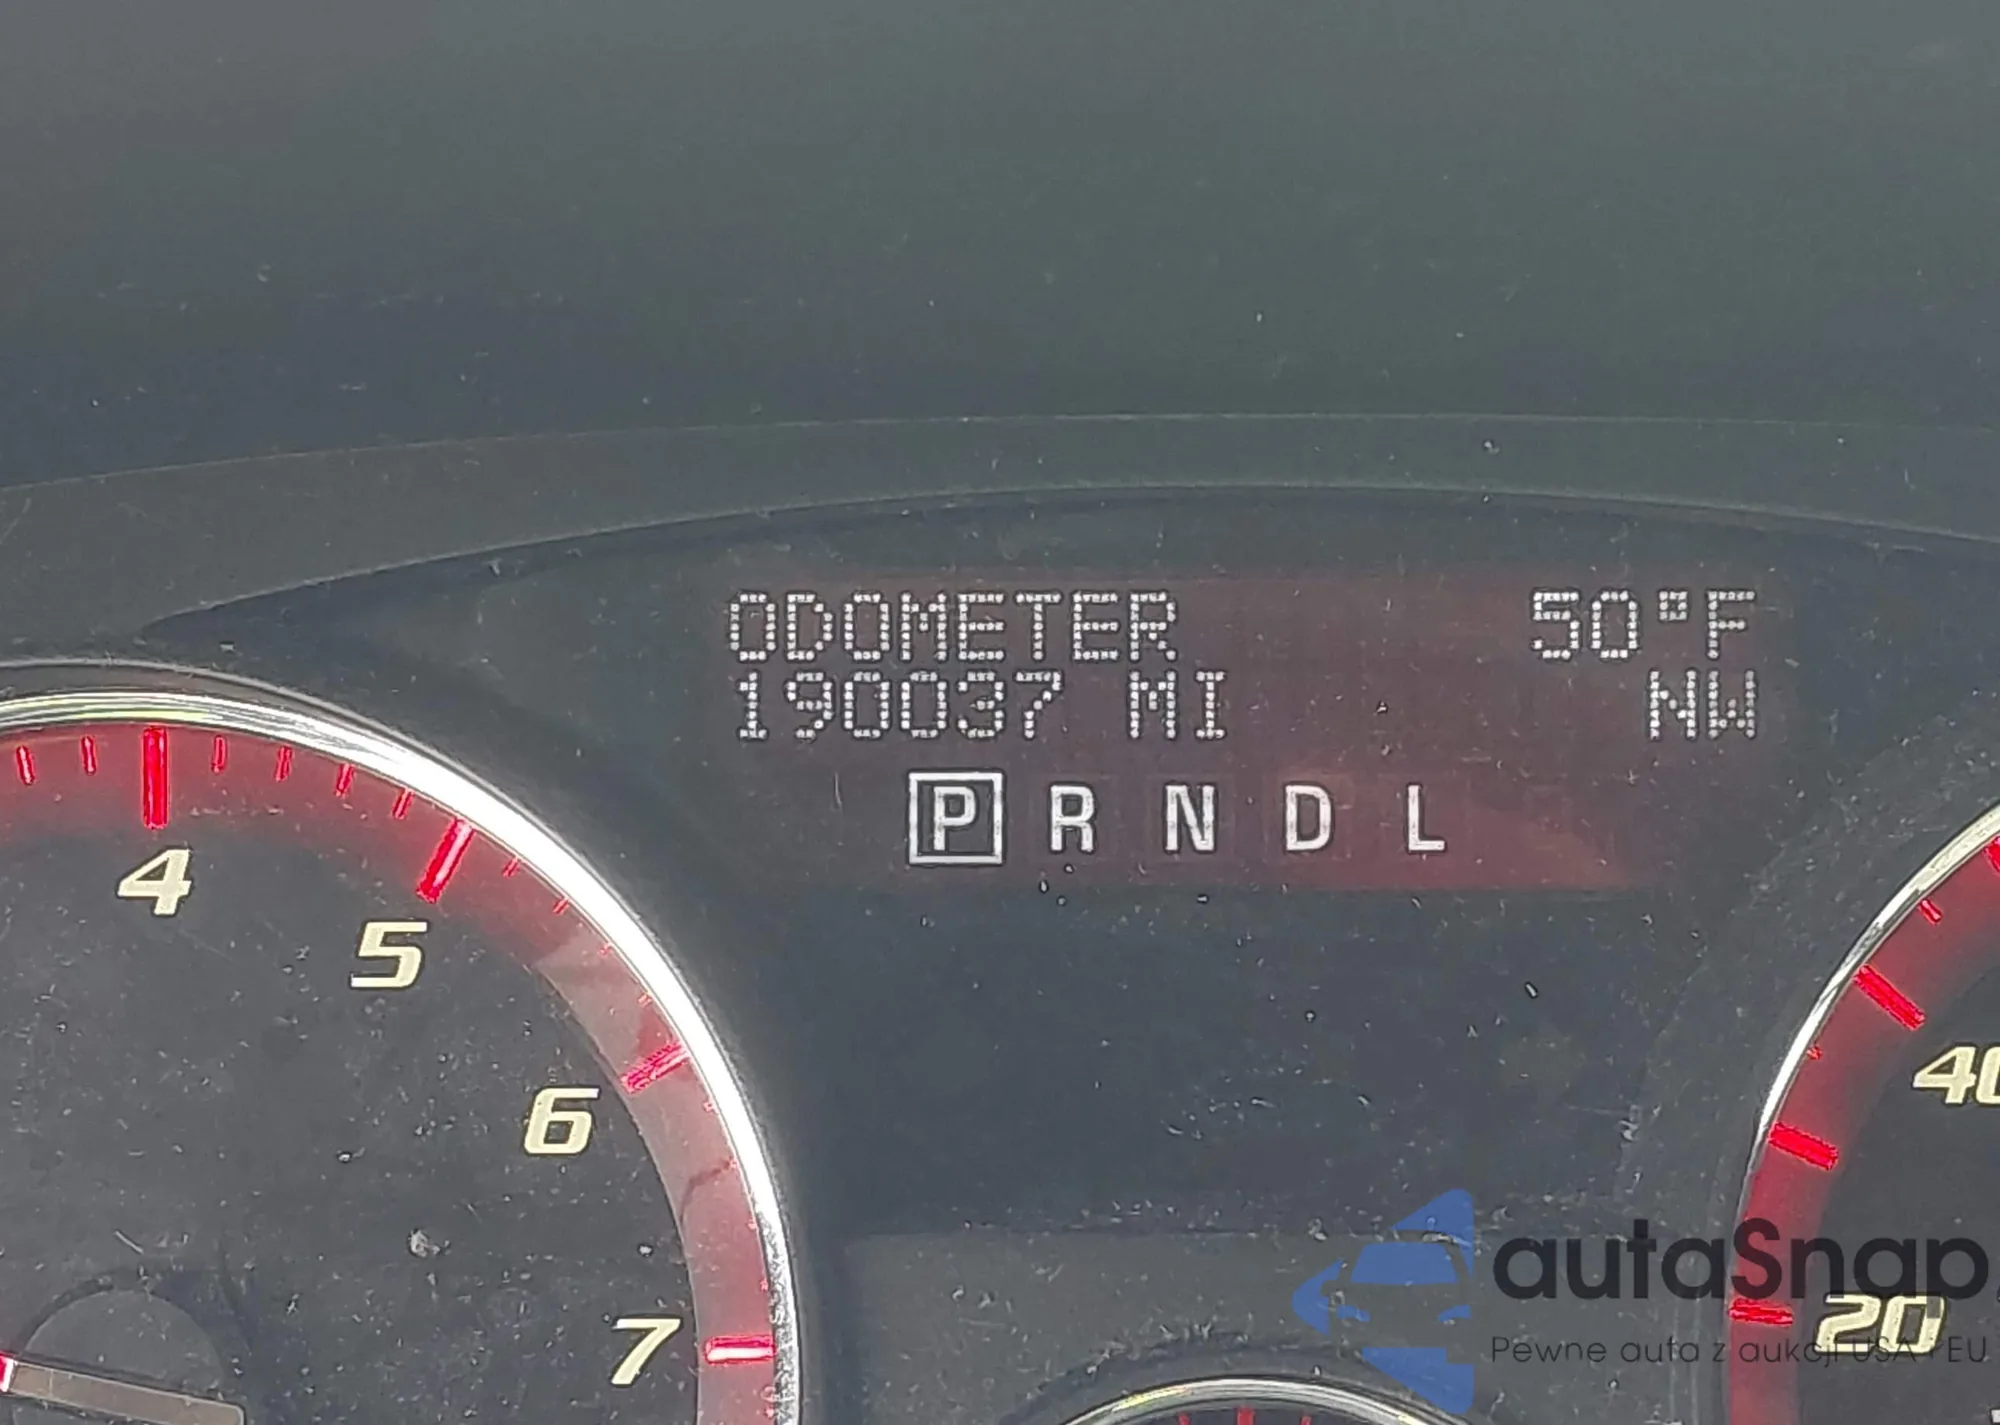 ODOMETER 50°F
190037 MI NW
P R N D L
4
5
6
7
40
20
autaSnap
Pewne auta z aukcji USA i EU